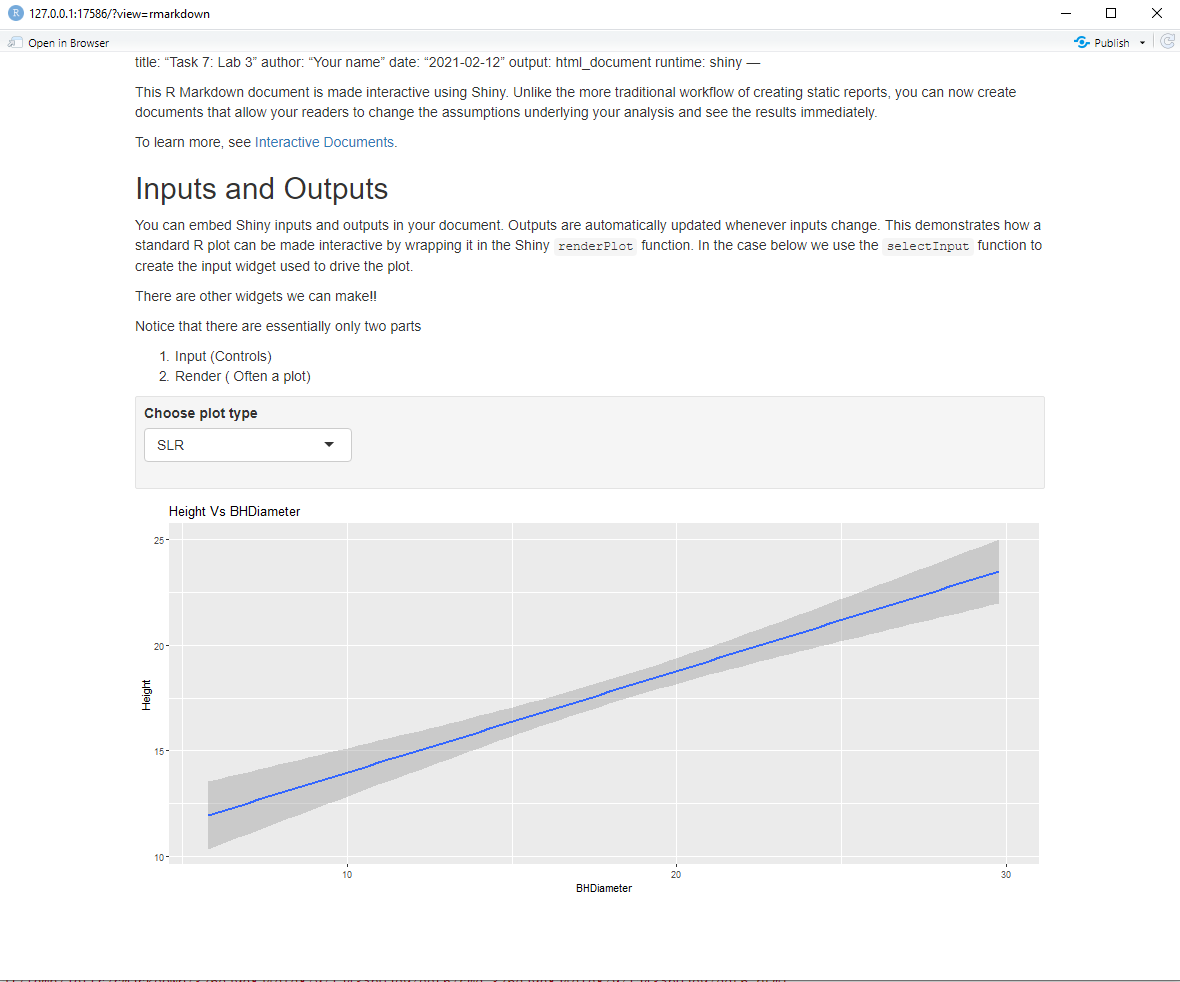 R 127.0.0.1:17586/?view=rmarkdown
Open in Browser Publish
title: “Task 7: Lab 3” author: “Your name” date: “2021-02-12” output: html_document runtime: shiny —
This R Markdown document is made interactive using Shiny. Unlike the more traditional workflow of creating static reports, you can now create
documents that allow your readers to change the assumptions underlying your analysis and see the results immediately.
To learn more, see Interactive Documents.
Inputs and Outputs
You can embed Shiny inputs and outputs in your document. Outputs are automatically updated whenever inputs change. This demonstrates how a
standard R plot can be made interactive by wrapping it in the Shiny renderPlot function. In the case below we use the selectInput function to
create the input widget used to drive the plot.
There are other widgets we can make!!
Notice that there are essentially only two parts
1. Input (Controls)
2. Render ( Often a plot)
Choose plot type
SLR
Height Vs BHDiameter
25
20
Height
15
10
10 20 30
BHDiameter